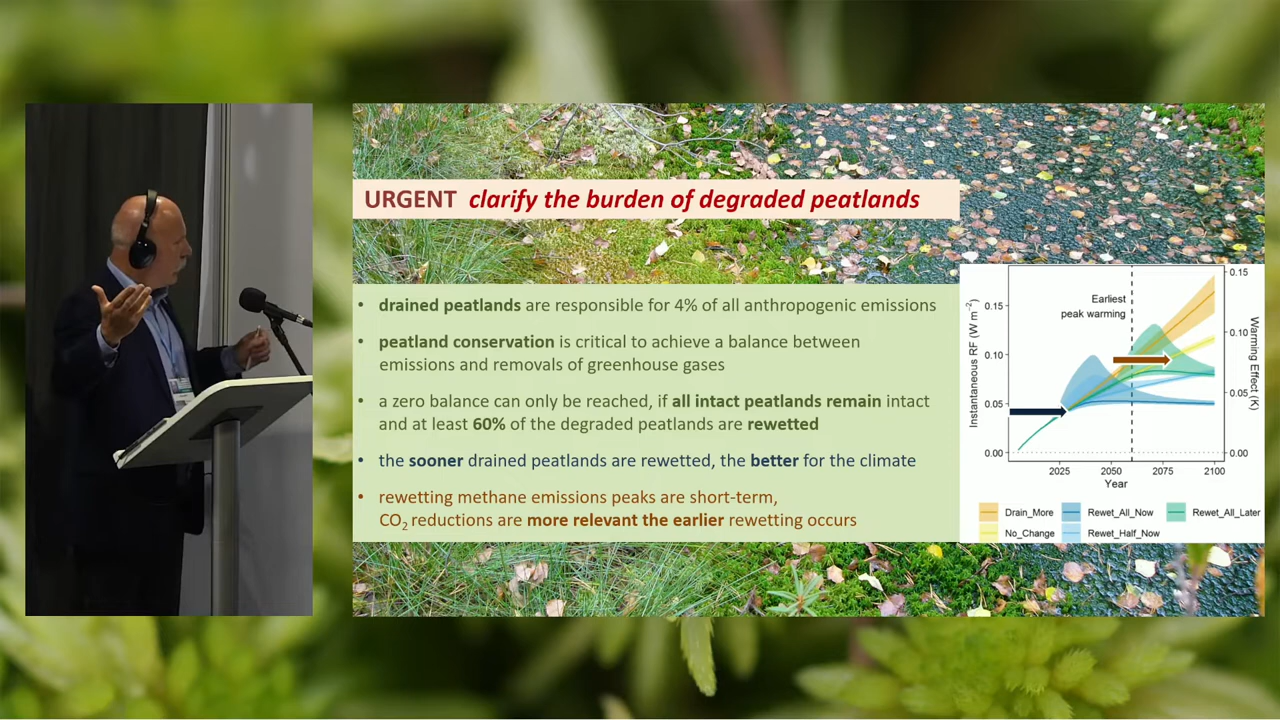 URGENT clarify the burden of degraded peatlands
• drained peatlands are responsible for 4% of all anthropogenic emissions
• peatland conservation is critical to achieve a balance between
emissions and removals of greenhouse gases
• a zero balance can only be reached, if all intact peatlands remain intact
and at least 60% of the degraded peatlands are rewetted
• the sooner drained peatlands are rewetted, the better for the climate
• rewetting methane emissions peaks are short-term,
CO₂ reductions are more relevant the earlier rewetting occurs
Earliest
peak warming
Instantaneous RF (W m⁻²)
0.15
0.10
0.05
0.00
0.15
0.10
0.05
0.00
Warming Effect (K)
2025 2050 2075 2100
Year
Drain_More Rewet_All_Now Rewet_All_Later
No_Change Rewet_Half_Now